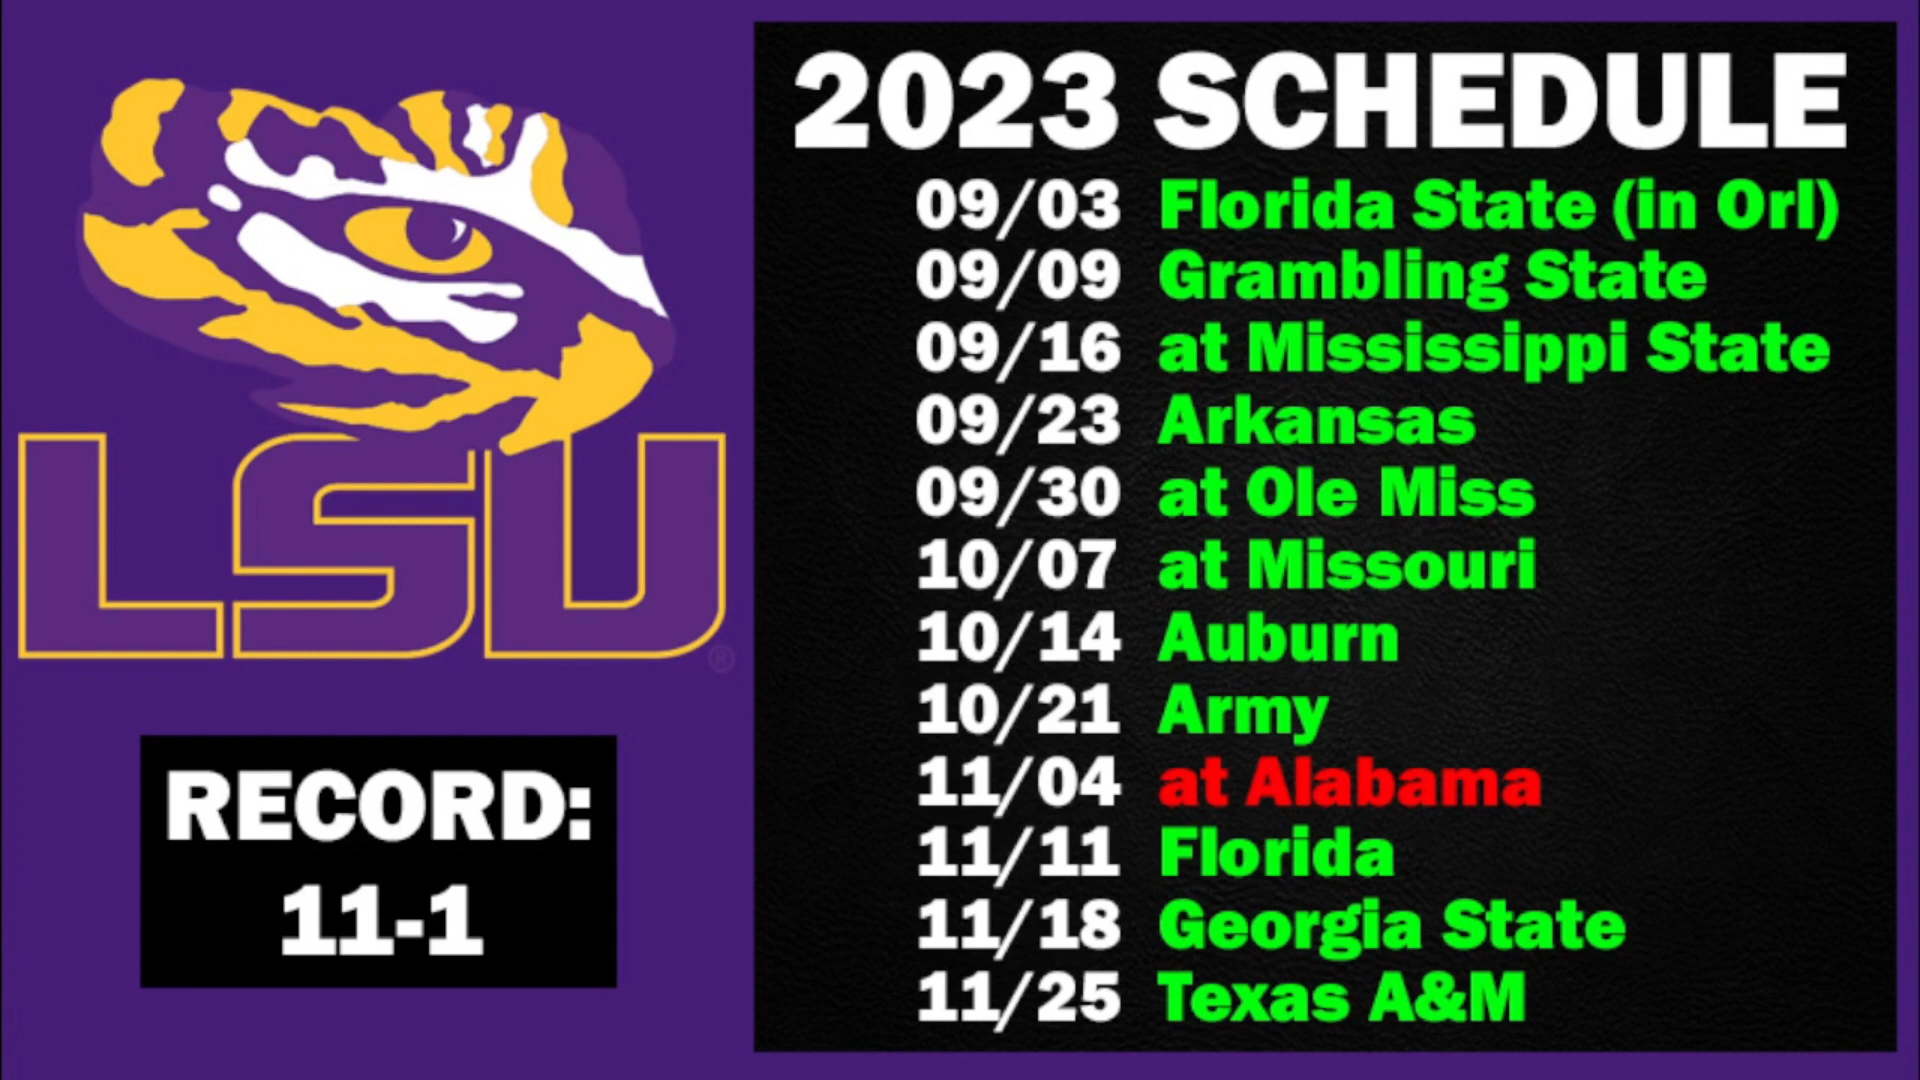 LSU
®
RECORD:
11-1
2023 SCHEDULE
09/03 Florida State (in Orl)
09/09 Grambling State
09/16 at Mississippi State
09/23 Arkansas
09/30 at Ole Miss
10/07 at Missouri
10/14 Auburn
10/21 Army
11/04 at Alabama
11/11 Florida
11/18 Georgia State
11/25 Texas A&M